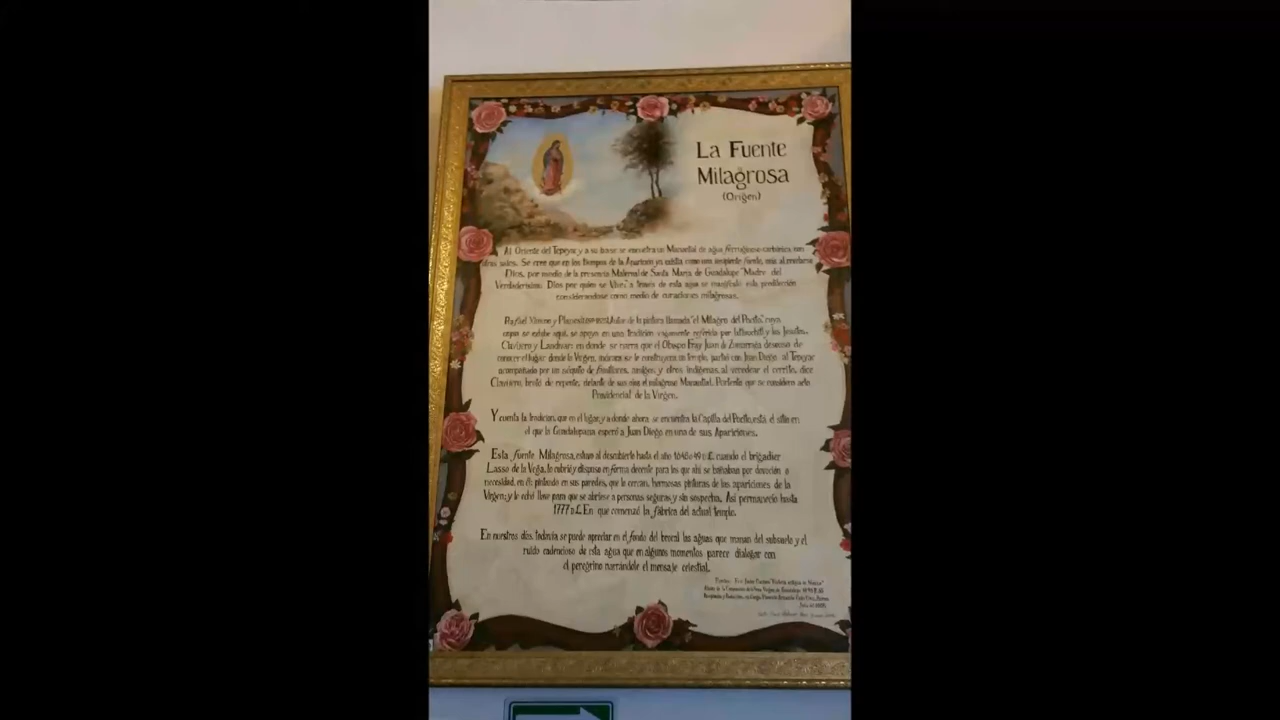 La Fuente
Milagrosa
(Origen)
Al Oriente del Tepeyac y a su base se encuentra un Manantial de agua ferruginoso-carbónica, con
otras sales. Se cree que en los tiempos de la Aparición ya existía como una incipiente fuente, más al
Dios, por medio de la presencia Maternal de Santa María de Guadalupe "Madre del
Verdaderísimo Dios por quien se Vive," a través de esta agua se manifestó esta predilección
considerándose como medio de curaciones milagrosas.
Rafael Ximeno y Planes Autor de la pintura llamada "el Milagro del Pocito," cuya
copia se exhibe aquí, se apoyó en una tradición vagamente referida por y los Jesuitas,
Clavijero y Landívar; en donde se narra que el Obispo Fray Juan de Zumárraga deseoso de
conocer el lugar donde la Virgen, se le construyera un templo, partió con Juan Diego al Tepeyac
acompañado por un séquito de familiares, amigos y otros indígenas, al el cerrito, dice
Clavijero, brotó de repente, delante de sus ojos el milagroso Manantial. Portento que se consideró acto
Providencial de la Virgen.
Y cuenta la tradición, que en el lugar, y a donde ahora se encuentra la Capilla del Pocito, está el sitio en
el que la Guadalupana esperó a Juan Diego en una de sus Apariciones.
Esta fuente Milagrosa, estuvo al descubierto hasta el año 1648 o 49 D.C. cuando el brigadier
Lasso de la Vega, lo cubrió y dispuso en forma decente para los que ahí se bañaban por devoción o
necesidad, en él; pintando en sus paredes, que le cercan, hermosas pinturas de las apariciones de la
Virgen; y le echó llave para que se abriese a personas seguras y sin sospecha. Así permaneció hasta
1777 D.C. En que comenzó la fábrica del actual templo.
En nuestros días, todavía se puede apreciar en el fondo del brocal las aguas que manan del subsuelo y el
ruido cadencioso de esta agua que en algunos momentos parece dialogar con
el peregrino narrándole el mensaje celestial.